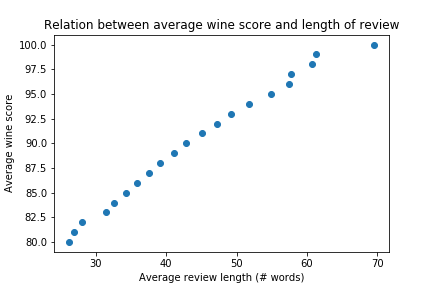 Relation between average wine score and length of review
100.0
97.5
95.0
92.5
90.0
87.5
85.0
82.5
80.0
Average wine score
30 40 50 60 70
Average review length (# words)